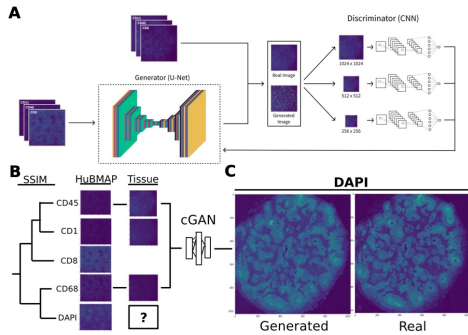 A
Discriminator (CNN)
Generator (U-Net)
Real Image
Generated
Image
1024 x 1024
512 x 512
256 x 256
B
SSIM
HuBMAP
Tissue
CD45
CD1
CD8
CD68
DAPI
?
cGAN
C
DAPI
Generated
Real